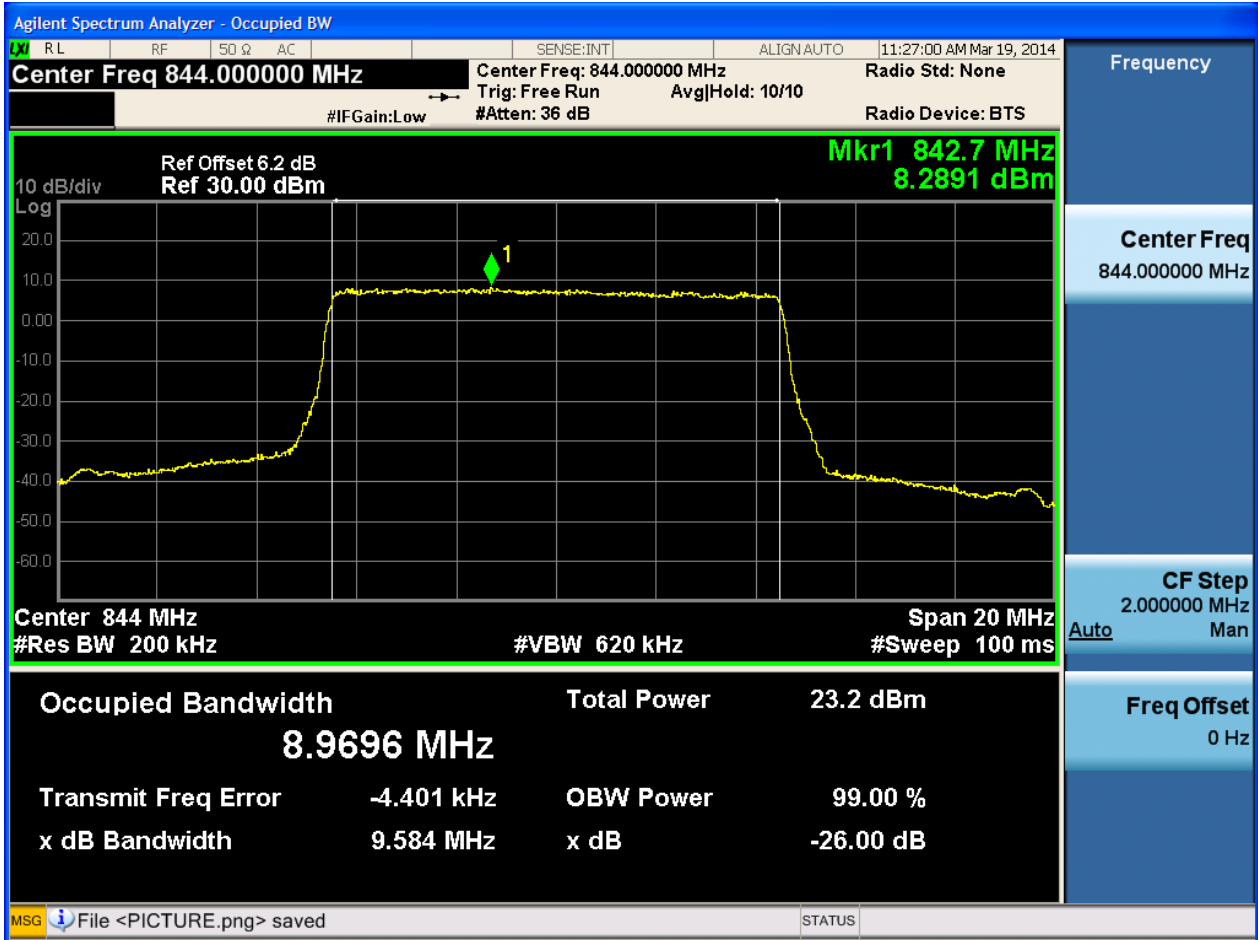 Agilent Spectrum Analyzer - Occupied BW
LXI RL RF 50 Ω AC SENSE:INT ALIGN AUTO 11:27:00 AM Mar 19, 2014
Center Freq 844.000000 MHz Center Freq: 844.000000 MHz Radio Std: None
Trig: Free Run Avg|Hold: 10/10
#IFGain:Low #Atten: 36 dB Radio Device: BTS
Ref Offset 6.2 dB Mkr1 842.7 MHz
10 dB/div Ref 30.00 dBm 8.2891 dBm
Log
20.0
1
10.0
0.00
-10.0
-20.0
-30.0
-40.0
-50.0
-60.0
Center 844 MHz Span 20 MHz
#Res BW 200 kHz #VBW 620 kHz #Sweep 100 ms
Occupied Bandwidth Total Power 23.2 dBm
8.9696 MHz
Transmit Freq Error -4.401 kHz OBW Power 99.00 %
x dB Bandwidth 9.584 MHz x dB -26.00 dB
Frequency
Center Freq
844.000000 MHz
CF Step
2.000000 MHz
Auto Man
Freq Offset
0 Hz
MSG File <PICTURE.png> saved STATUS